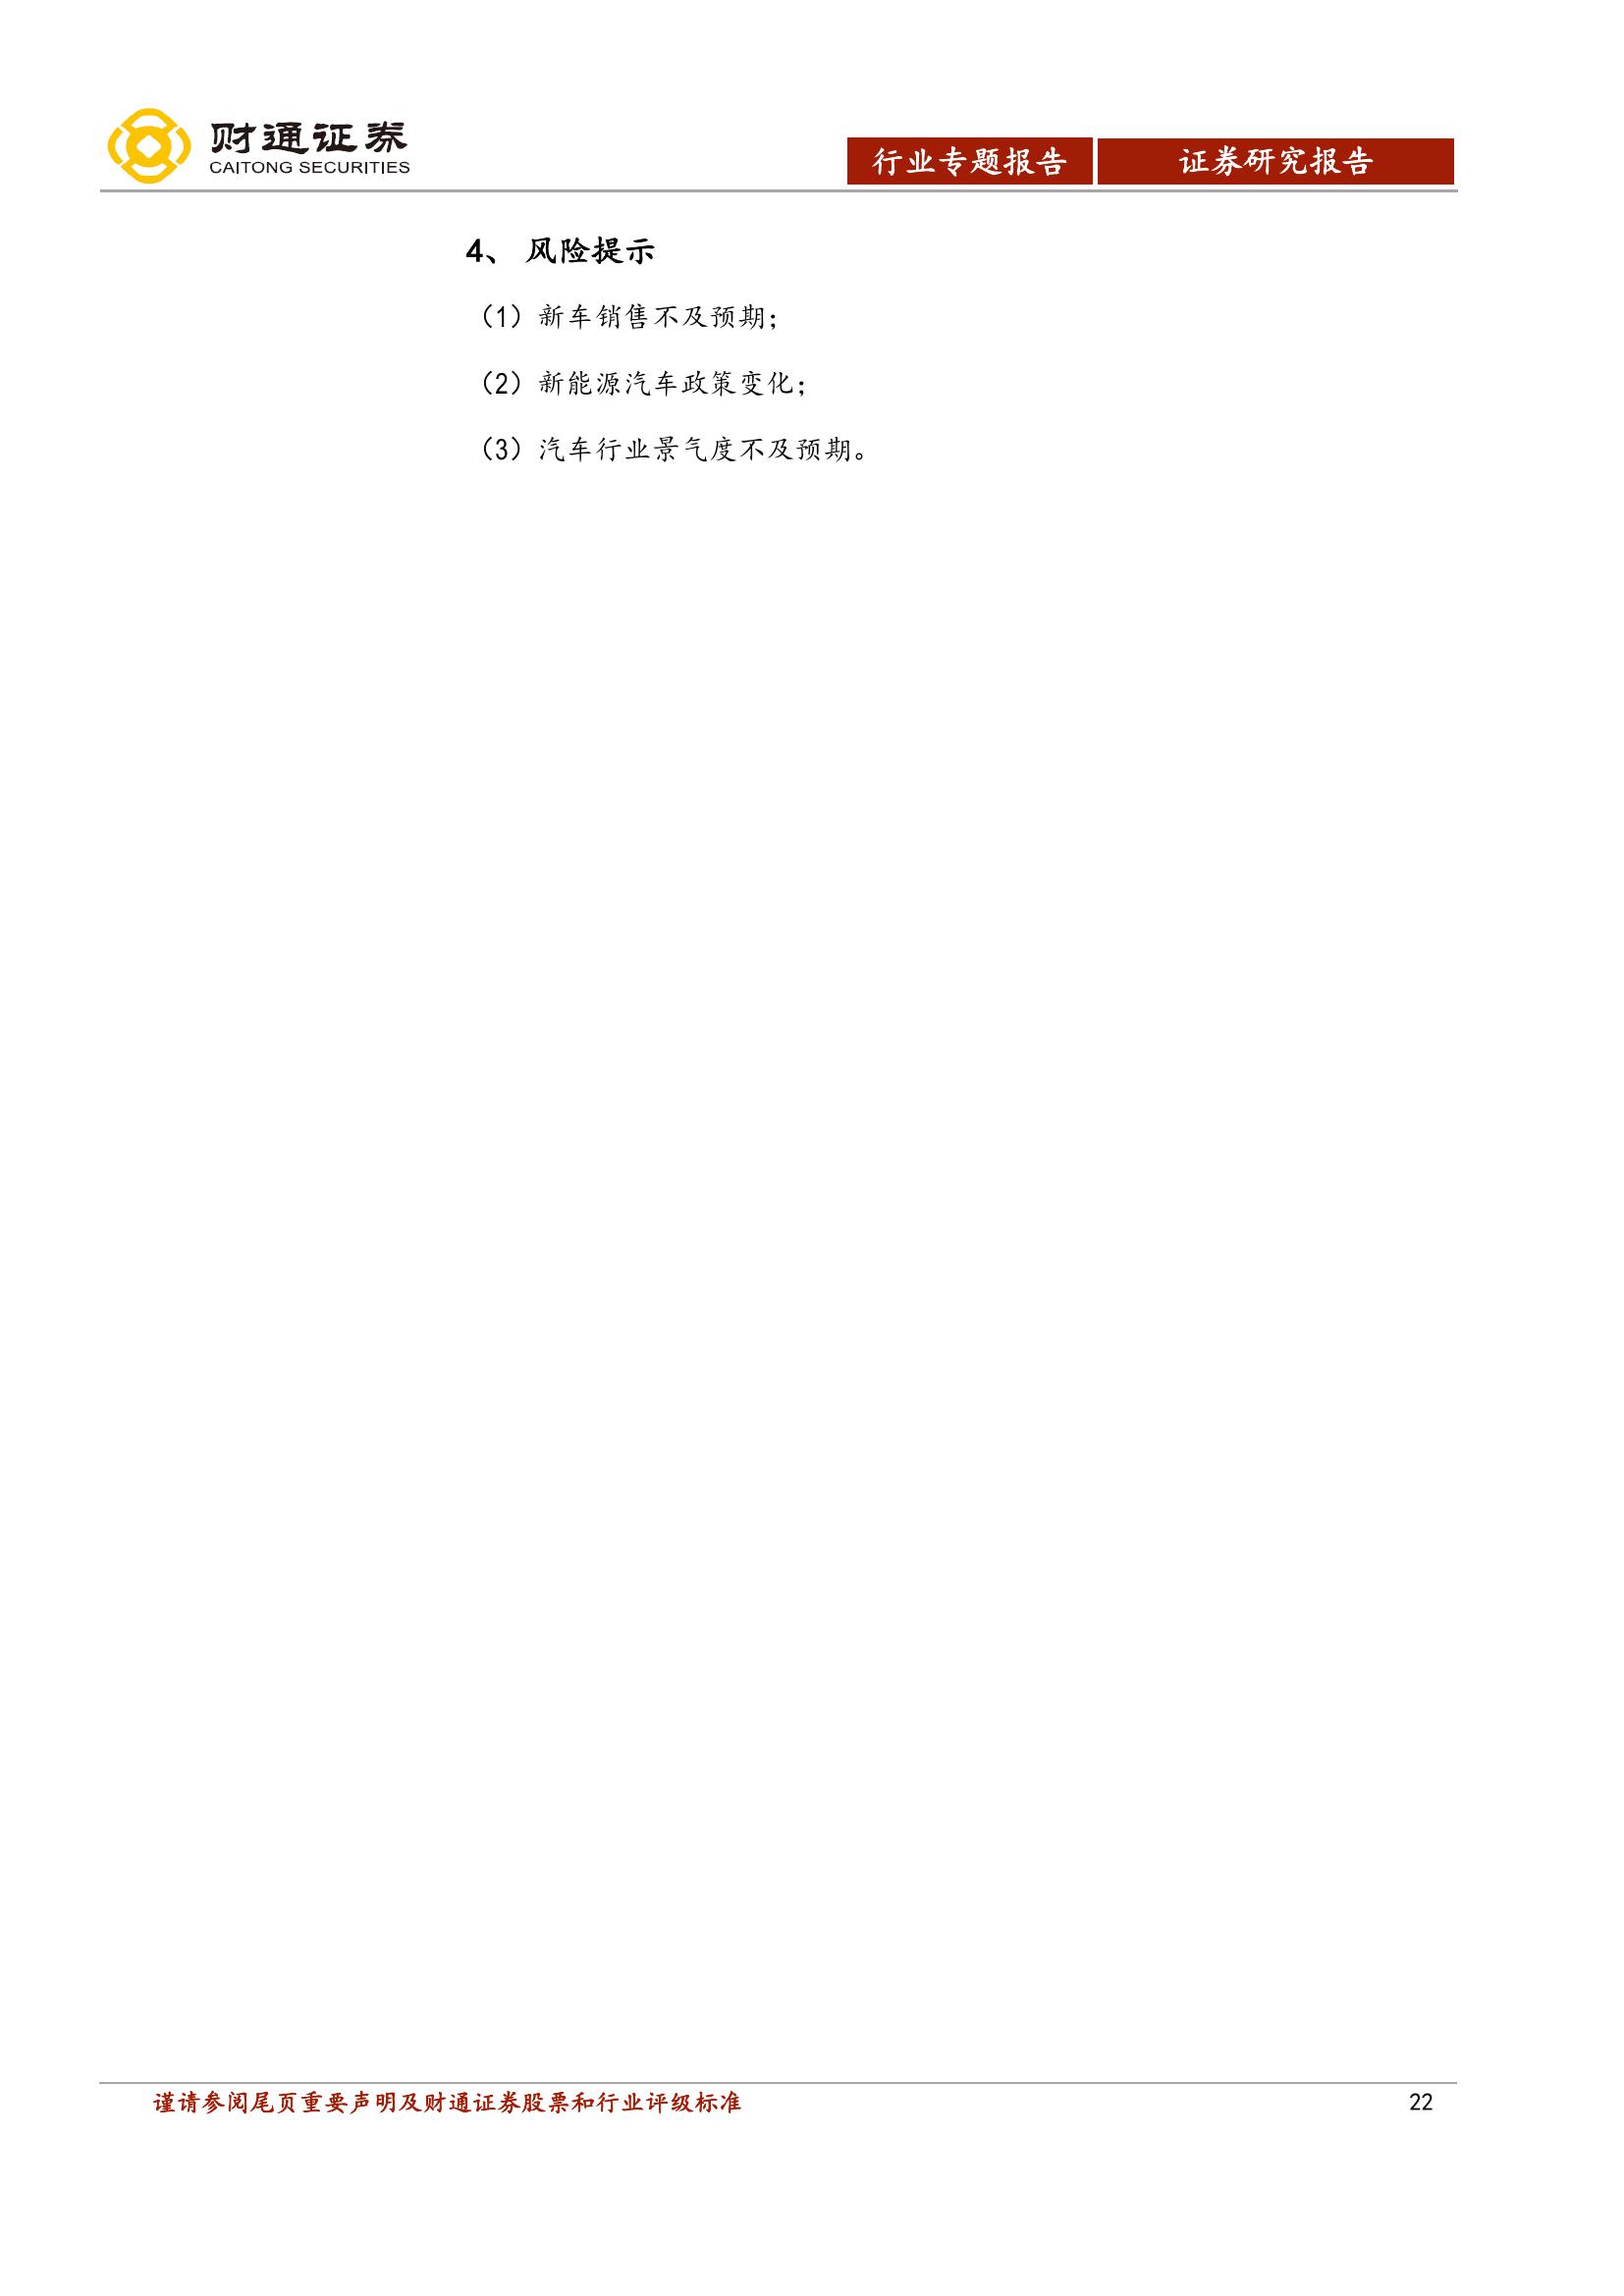 财通证券
CAITONG SECURITIES
行业专题报告
证券研究报告
4、 风险提示
（1）新车销售不及预期；
（2）新能源汽车政策变化；
（3）汽车行业景气度不及预期。
谨请参阅尾页重要声明及财通证券股票和行业评级标准
22